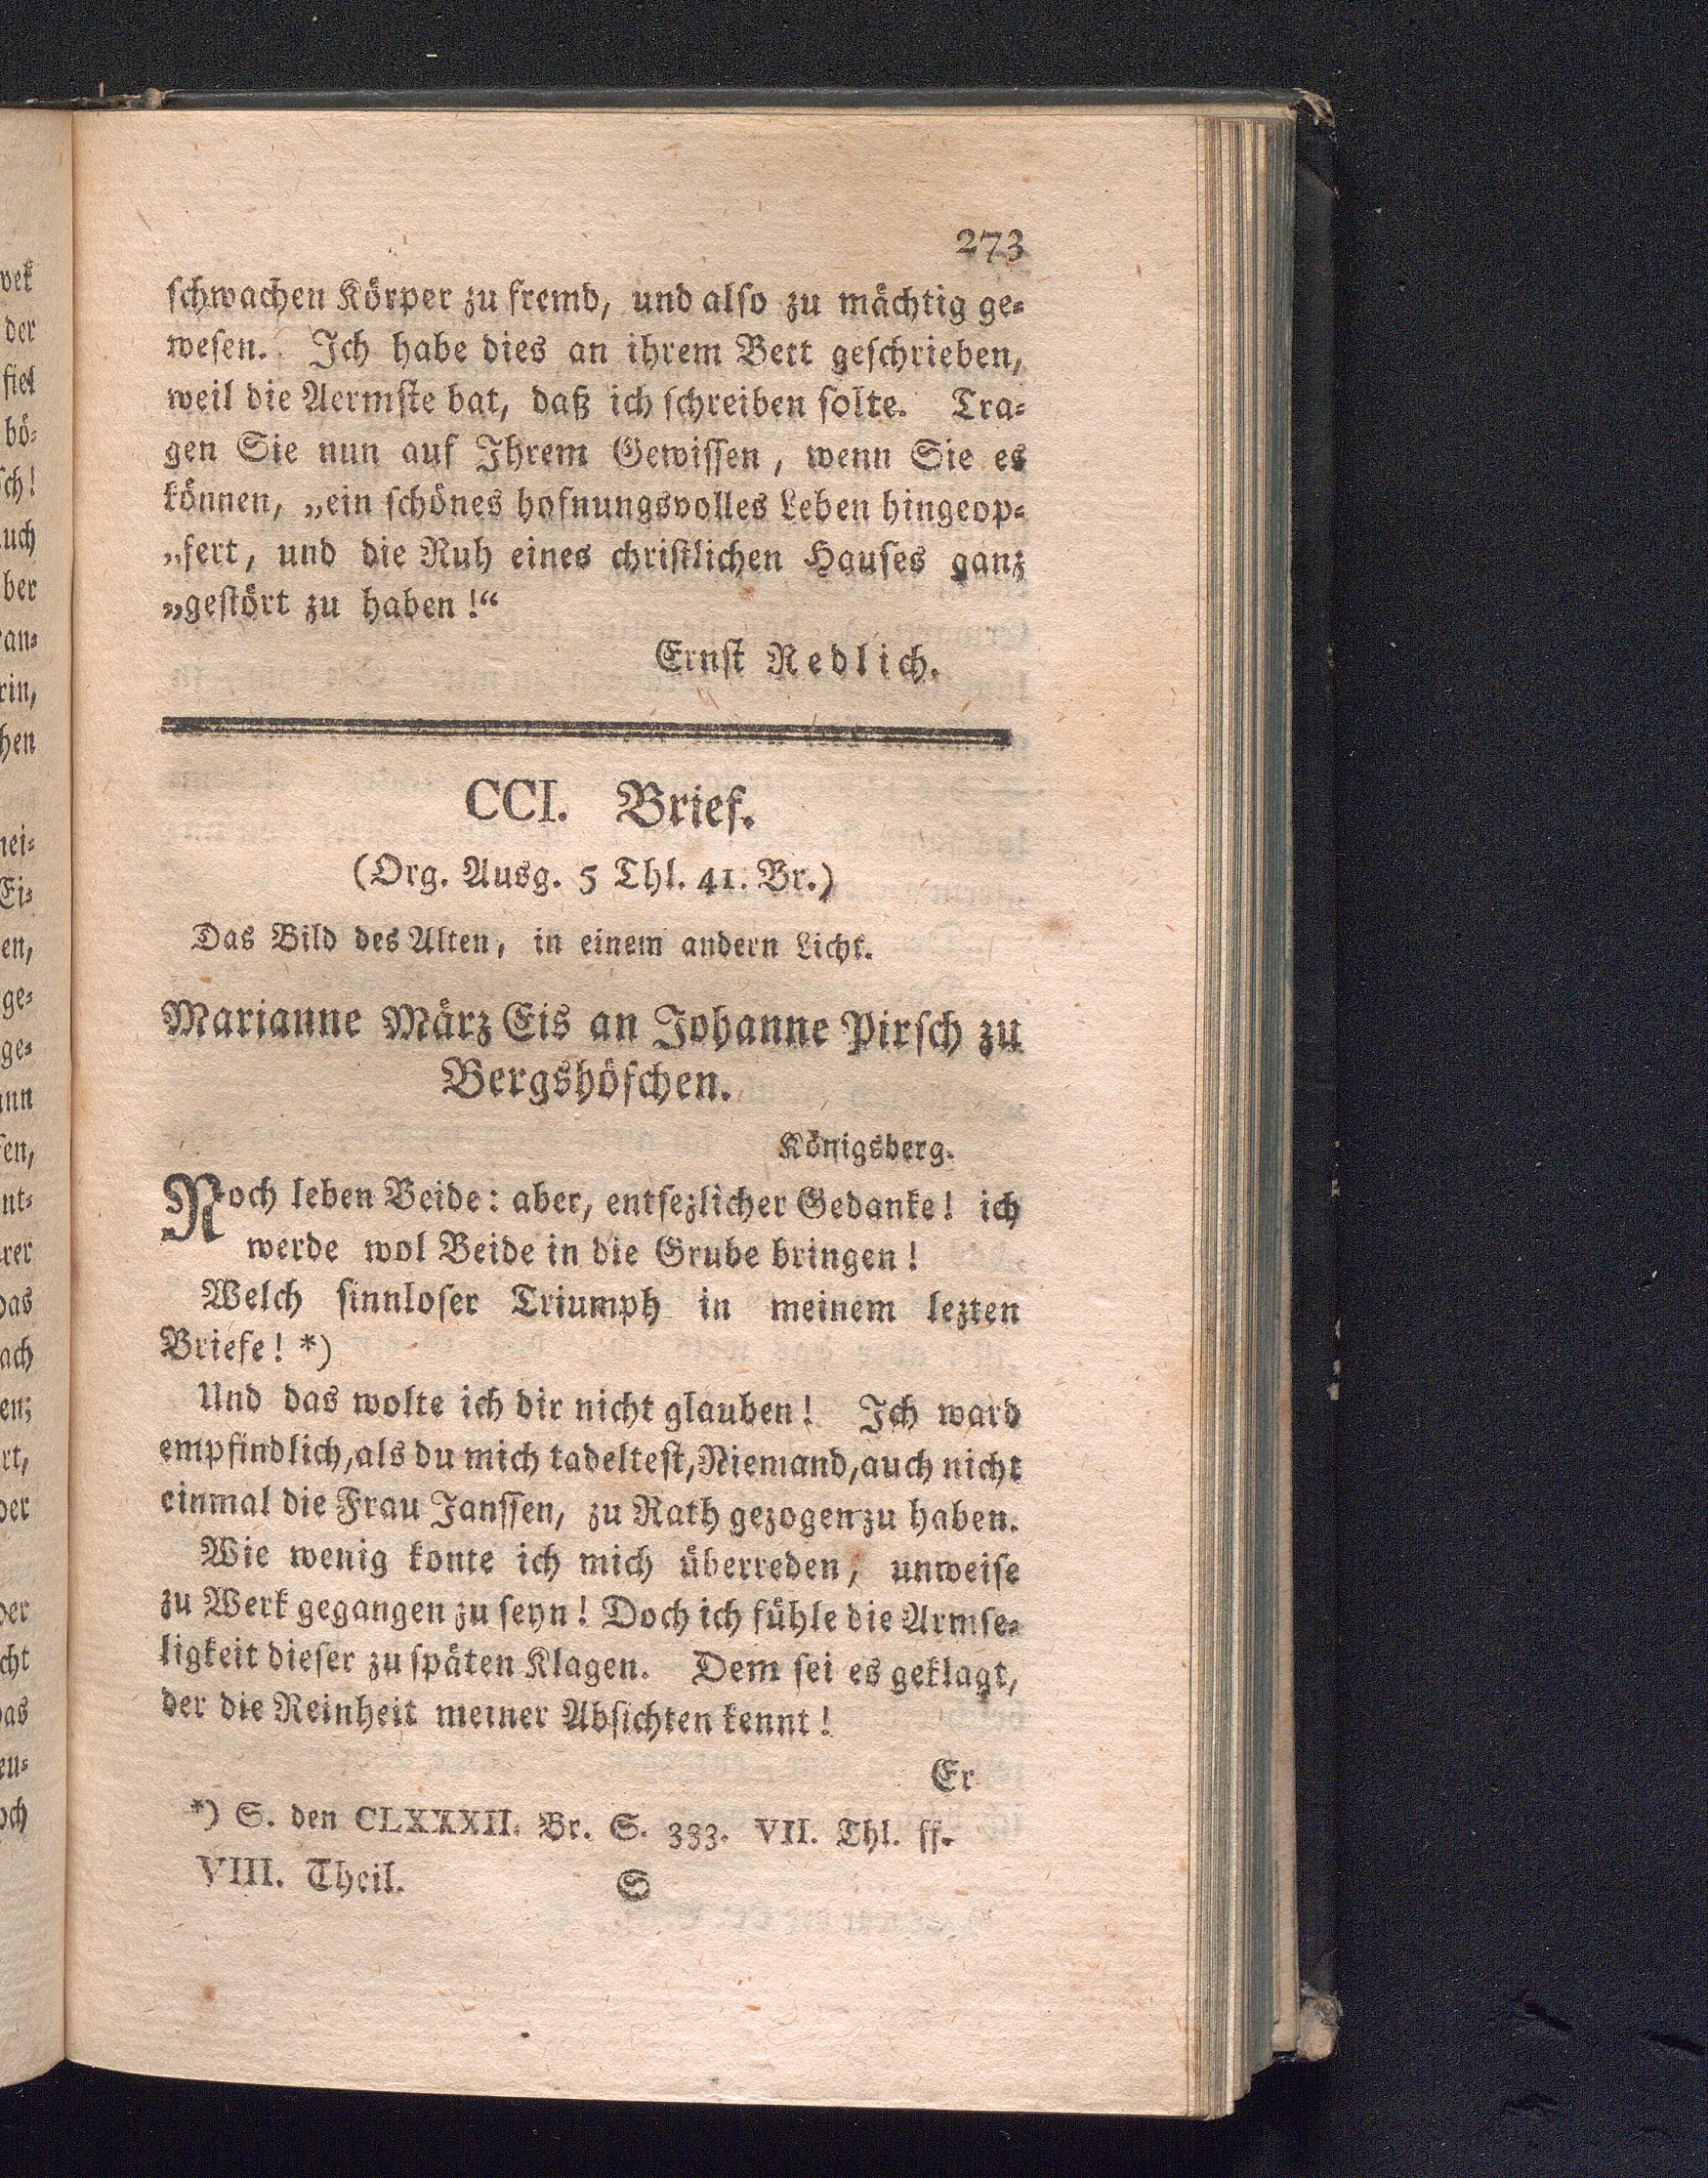 273
schwachen Körper zu fremd, und also zu mächtig ge-
wesen. Ich habe dies an ihrem Bett geschrieben,
weil die Aermste bat, daß ich schreiben solte. Tra-
gen Sie nun auf Ihrem Gewissen, wenn Sie es
können, „ein schönes hofnungsvolles Leben hingeop-
„fert, und die Ruh eines christlichen Hauses ganz
„gestört zu haben!“
Ernst Redlich.
CCI. Brief.
(Org. Ausg. 5 Thl. 41. Br.)
Das Bild des Alten, in einem andern Licht.
Marianne März Eis an Johanne Pirsch zu
Bergshöfchen.
Königsberg.
Noch leben Beide: aber, entsezlicher Gedanke! ich
werde wol Beide in die Grube bringen!
Welch sinnloser Triumph in meinem lezten
Briefe! *)
Und das wolte ich dir nicht glauben! Ich ward
empfindlich, als du mich tadeltest, Niemand, auch nicht
einmal die Frau Janssen, zu Rath gezogen zu haben.
Wie wenig konte ich mich überreden, unweise
zu Werk gegangen zu seyn! Doch ich fühle die Armse-
ligkeit dieser zu späten Klagen. Dem sei es geklagt,
der die Reinheit meiner Absichten kennt!
Er
*) S. den CLXXXII. Br. S. 333. VII. Thl. ff.
VIII. Theil. S